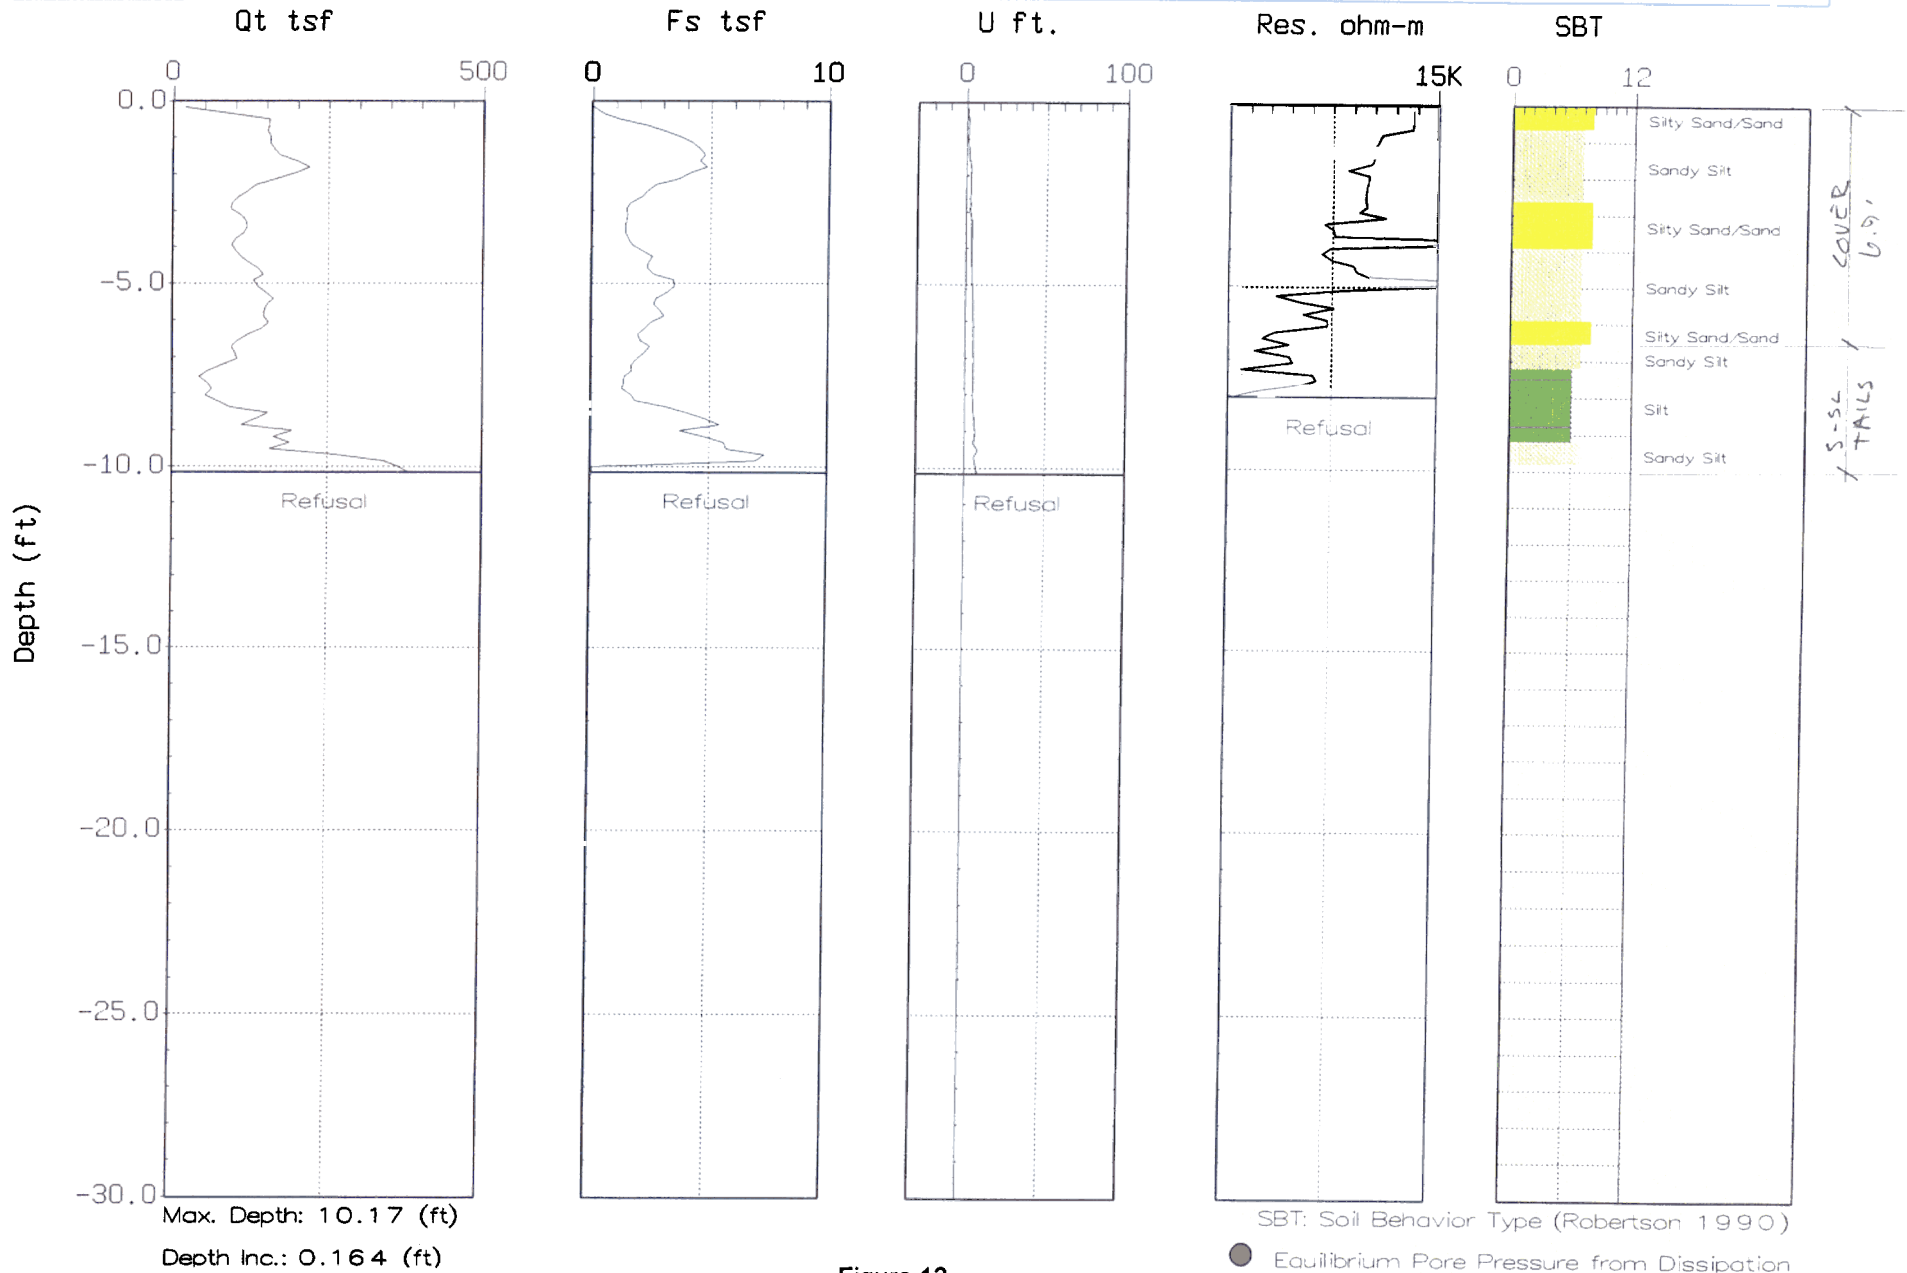 Qt tsf
Fs tsf
U ft.
Res. ohm-m
SBT
0 500
0 10
0 100
15K
0 12
0.0
-5.0
-10.0
-15.0
-20.0
-25.0
-30.0
Depth (ft)
Refusal
Refusal
Refusal
Refusal
Silty Sand/Sand
Sandy Silt
Silty Sand/Sand
Sandy Silt
Silty Sand/Sand
Sandy Silt
Silt
Sandy Silt
COVER
S-SL
TAILS
Max. Depth: 10.17 (ft)
Depth Inc.: 0.164 (ft)
SBT: Soil Behavior Type (Robertson 1990)
Equilibrium Pore Pressure from Dissipation